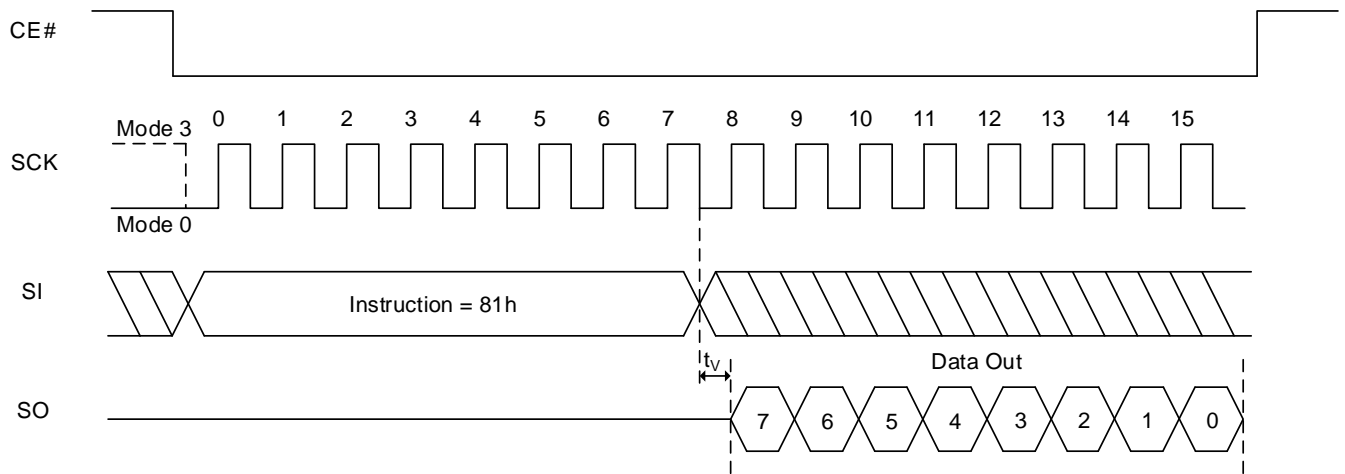 CE#
Mode 3
0 1 2 3 4 5 6 7 8 9 10 11 12 13 14 15
SCK
Mode 0
SI
Instruction = 81h
tV
Data Out
SO
7 6 5 4 3 2 1 0